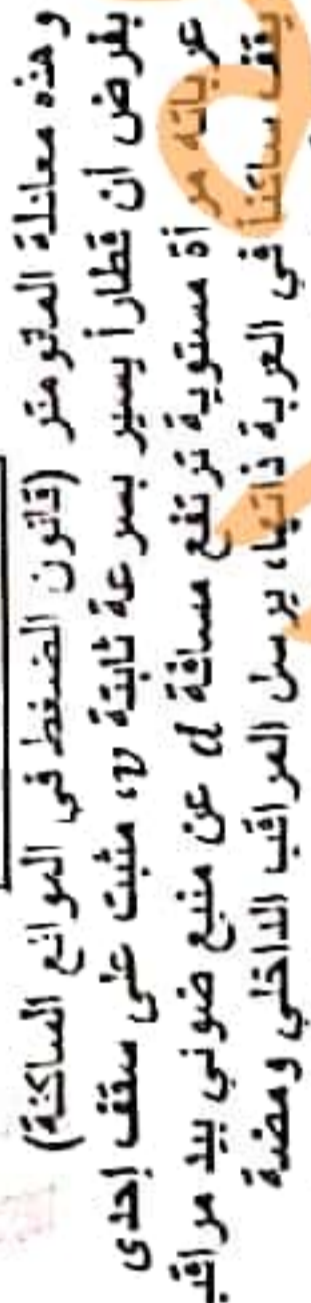 وهذه معادلة المانومتر (قانون الضغط في الموائع الساكنة)
بفرض أن قطاراً يسير بسرعة ثابتة v، مثبت على سقف إحدى
عرباته مرآة مستوية ترتفع مسافة d عن منبع ضوئي بيد مراقب
يقف ساكناً في العربة ذاتها، يرسل المراقب الداخلي ومضة